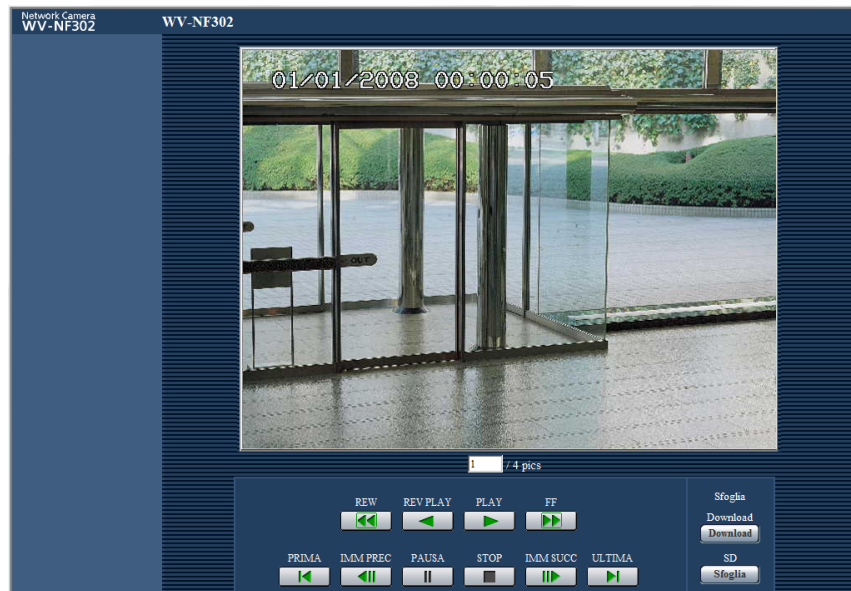 Network Camera
WV-NF302
WV-NF302
01/01/2008 00:00:05
OUT
1 / 4 pics
REW REV PLAY PLAY FF
PRIMA IMM PREC PAUSA STOP IMM SUCC ULTIMA
Sfoglia
Download
Download
SD
Sfoglia